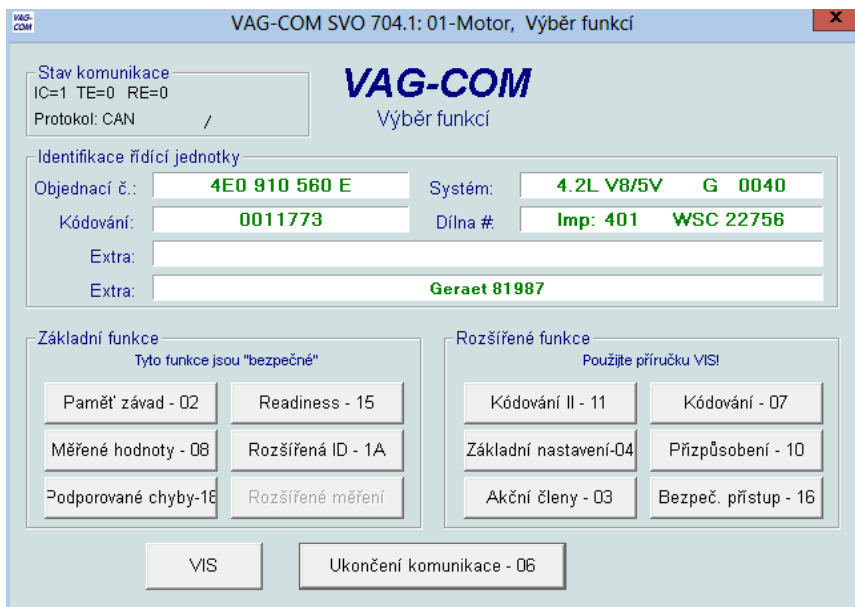 VAG-COM
VAG-COM SVO 704.1: 01-Motor, Výběr funkcí
x
Stav komunikace
IC=1 TE=0 RE=0
Protokol: CAN /
VAG-COM
Výběr funkcí
Identifikace řídící jednotky
Objednací č.: 4E0 910 560 E Systém: 4.2L V8/5V G 0040
Kódování: 0011773 Dílna # Imp: 401 WSC 22756
Extra:
Extra: Geraet 81987
Základní funkce
Tyto funkce jsou "bezpečné"
Paměť závad - 02 Readiness - 15
Měřené hodnoty - 08 Rozšířená ID - 1A
Podporované chyby-18 Rozšířené měření
Rozšířené funkce
Použijte příručku VIS!
Kódování II - 11 Kódování - 07
Základní nastavení-04 Přizpůsobení - 10
Akční členy - 03 Bezpeč. přístup - 16
VIS Ukončení komunikace - 06